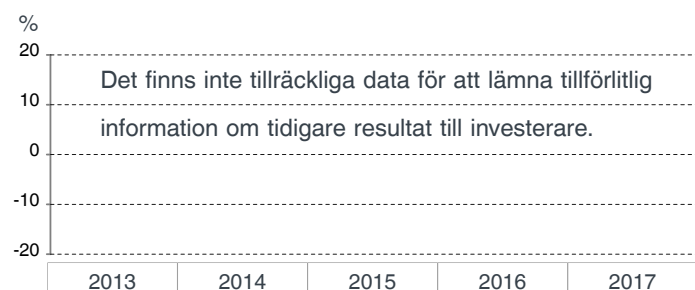 %
20
Det finns inte tillräckliga data för att lämna tillförlitlig
10
information om tidigare resultat till investerare.
0
-10
-20
2013 2014 2015 2016 2017